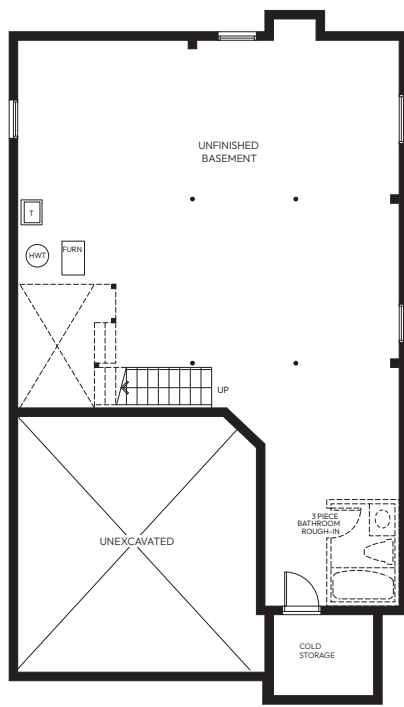 UNFINISHED
BASEMENT
T
HWT
FURN
UP
3 PIECE
BATHROOM
ROUGH-IN
UNEXCAVATED
COLD
STORAGE